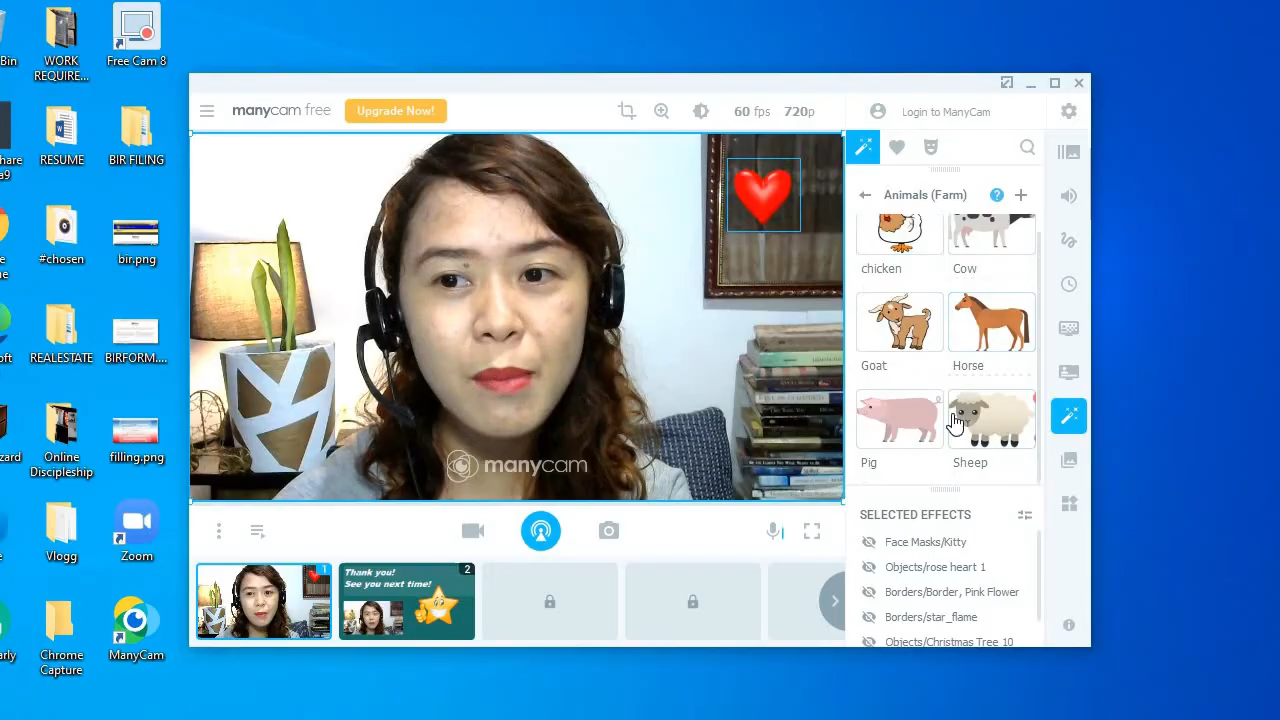 Bin
WORK
REQUIRE...
Free Cam 8
hare
a9
RESUME
BIR FILING
#chosen
bir.png
e
me
oft
REALESTATE
BIRFORM....
zard
Online
Discipleship
filling.png
e
Vlogg
Zoom
arly
Chrome
Capture
ManyCam
manycam free
Upgrade Now!
60 fps
720p
Login to ManyCam
Animals (Farm)
?
chicken
Cow
Goat
Horse
Pig
Sheep
manycam
SELECTED EFFECTS
Face Masks/Kitty
Objects/rose heart 1
Borders/Border, Pink Flower
Borders/star_flame
Objects/Christmas Tree 10
1
2
Thank you!
See you next time!